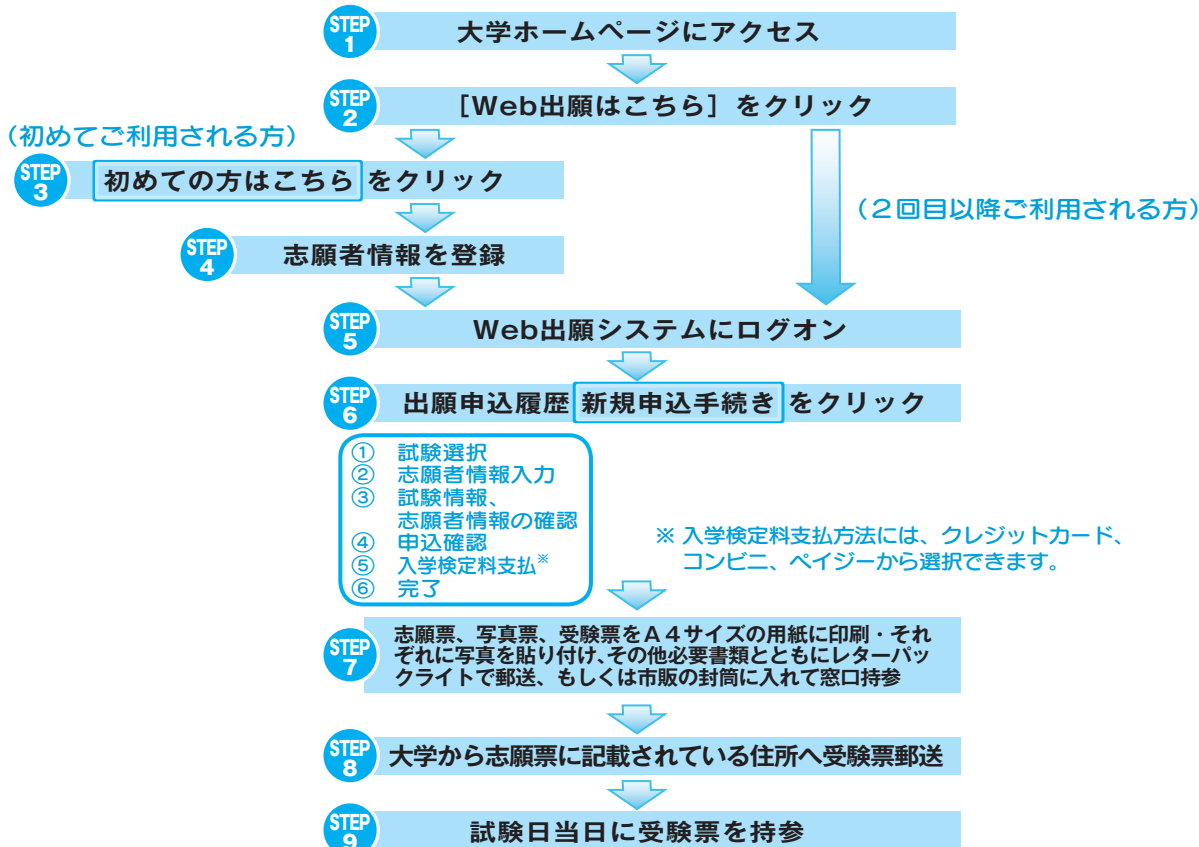 STEP 1 大学ホームページにアクセス
STEP 2 [Web出願はこちら] をクリック
(初めてご利用される方)
STEP 3 初めての方はこちら をクリック
(2回目以降ご利用される方)
STEP 4 志願者情報を登録
STEP 5 Web出願システムにログオン
STEP 6 出願申込履歴 新規申込手続き をクリック
① 試験選択
② 志願者情報入力
③ 試験情報、
志願者情報の確認
④ 申込確認
⑤ 入学検定料支払※
⑥ 完了
※ 入学検定料支払方法には、クレジットカード、
コンビニ、ペイジーから選択できます。
STEP 7
志願票、写真票、受験票をA4サイズの用紙に印刷・それ
ぞれに写真を貼り付け、その他必要書類とともにレターパッ
クライトで郵送、もしくは市販の封筒に入れて窓口持参
STEP 8 大学から志願票に記載されている住所へ受験票郵送
STEP 9 試験日当日に受験票を持参